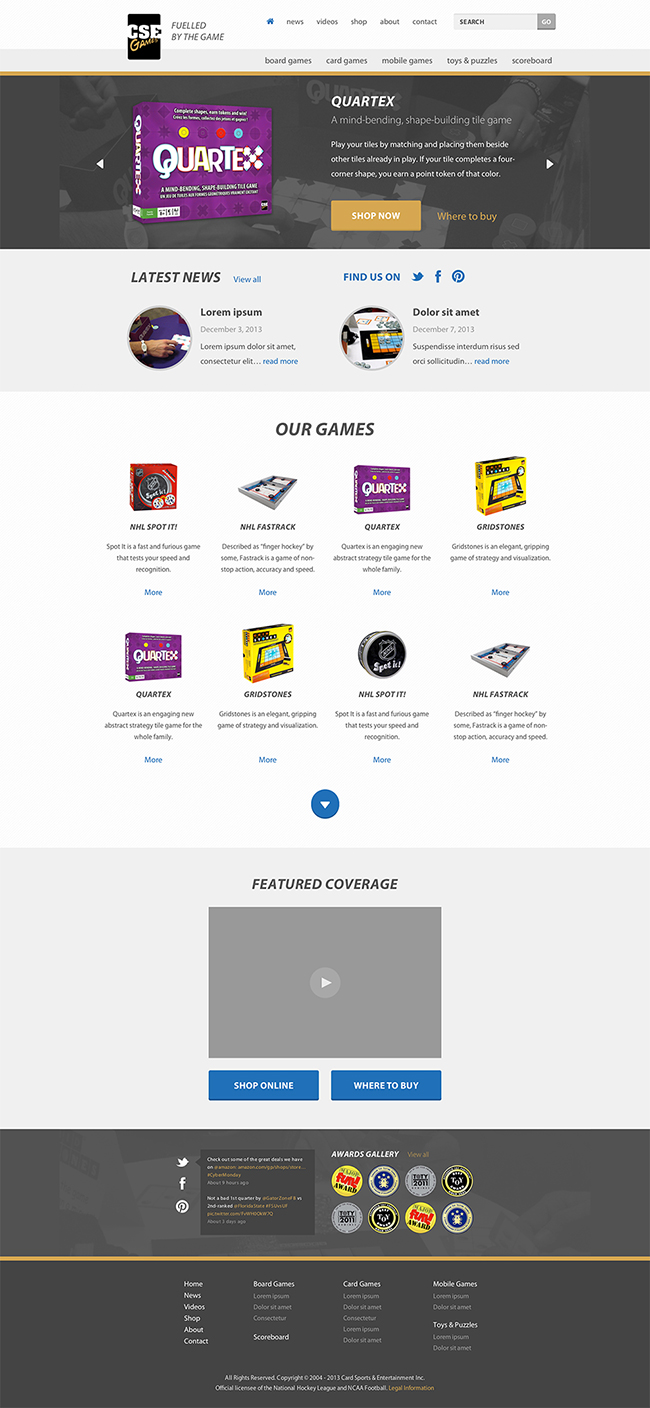 CSE
GAMES
FUELLED
BY THE GAME
news videos shop about contact
SEARCH GO
board games card games mobile games toys & puzzles scoreboard
Complete shapes, earn tokens and win!
QUARTEX
A MIND-BENDING, SHAPE-BUILDING TILE GAME
QUARTEX
A mind-bending, shape-building tile game
Play your tiles by matching and placing them beside
other tiles already in play. If your tile completes a four-
corner shape, you earn a point token of that color.
SHOP NOW Where to buy
LATEST NEWS View all
FIND US ON
Lorem ipsum
December 3, 2013
Lorem ipsum dolor sit amet,
consectetur elit… read more
Dolor sit amet
December 7, 2013
Suspendisse interdum risus sed
orci sollicitudin… read more
OUR GAMES
NHL SPOT IT!
Spot It is a fast and furious game
that tests your speed and
recognition.
More
NHL FASTRACK
Described as “finger hockey” by
some, Fastrack is a game of non-
stop action, accuracy and speed.
More
QUARTEX
QUARTEX
Quartex is an engaging new
abstract strategy tile game for the
whole family.
More
GRIDSTONES
Gridstones is an elegant, gripping
game of strategy and visualization.
More
QUARTEX
QUARTEX
Quartex is an engaging new
abstract strategy tile game for the
whole family.
More
GRIDSTONES
Gridstones is an elegant, gripping
game of strategy and visualization.
More
Spot it!
NHL SPOT IT!
Spot It is a fast and furious game
that tests your speed and
recognition.
More
NHL FASTRACK
Described as “finger hockey” by
some, Fastrack is a game of non-
stop action, accuracy and speed.
More
FEATURED COVERAGE
SHOP ONLINE WHERE TO BUY
Check out some of the great deals we have
on @amazon: amazon.com/gp/shops/store…
#CyberMonday
About 9 hours ago
Not a bad 1st quarter by @GatorZoneFB vs
2nd-ranked @FloridaState #FSUvsUF
About 3 days ago
AWARDS GALLERY View all
Home
News
Videos
Shop
About
Contact
Board Games
Lorem ipsum
Dolor sit amet
Consectetur
Scoreboard
Card Games
Lorem ipsum
Dolor sit amet
Consectetur
Lorem ipsum
Dolor sit amet
Mobile Games
Lorem ipsum
Dolor sit amet
Toys & Puzzles
Lorem ipsum
Dolor sit amet
All Rights Reserved. Copyright © 2004 - 2013 Card Sports & Entertainment Inc.
Official licensee of the National Hockey League and NCAA Football. Legal Information